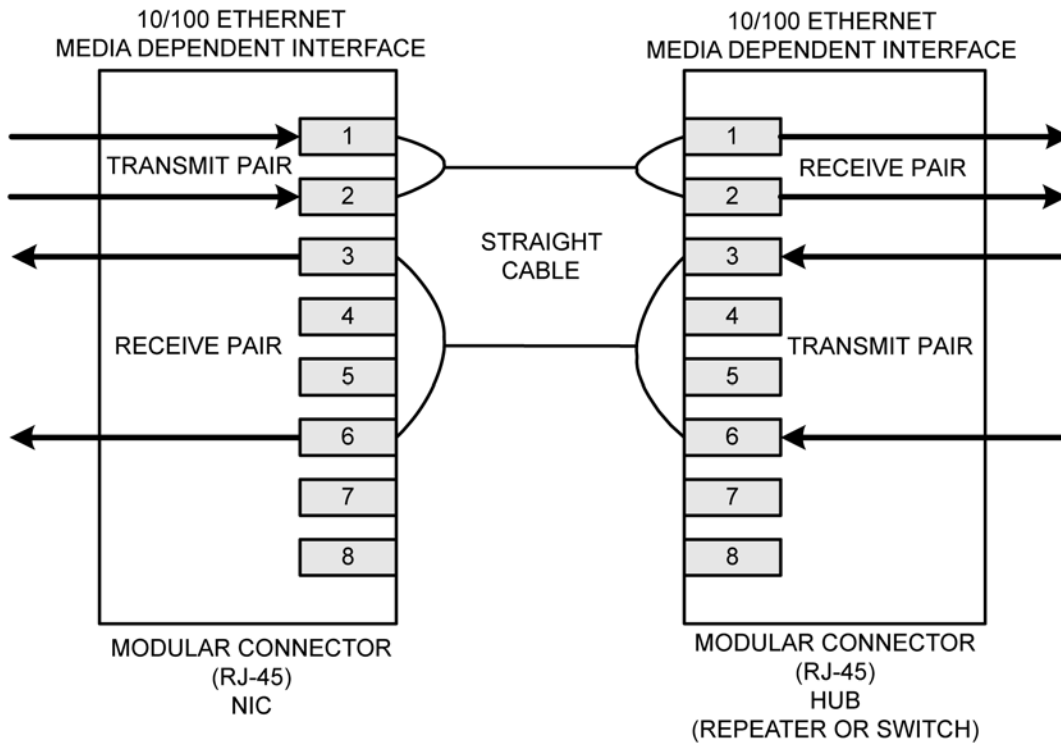 10/100 ETHERNET
MEDIA DEPENDENT INTERFACE
1
TRANSMIT PAIR
2
3
4
RECEIVE PAIR
5
6
7
8
MODULAR CONNECTOR
(RJ-45)
NIC
STRAIGHT
CABLE
10/100 ETHERNET
MEDIA DEPENDENT INTERFACE
1
RECEIVE PAIR
2
3
4
TRANSMIT PAIR
5
6
7
8
MODULAR CONNECTOR
(RJ-45)
HUB
(REPEATER OR SWITCH)